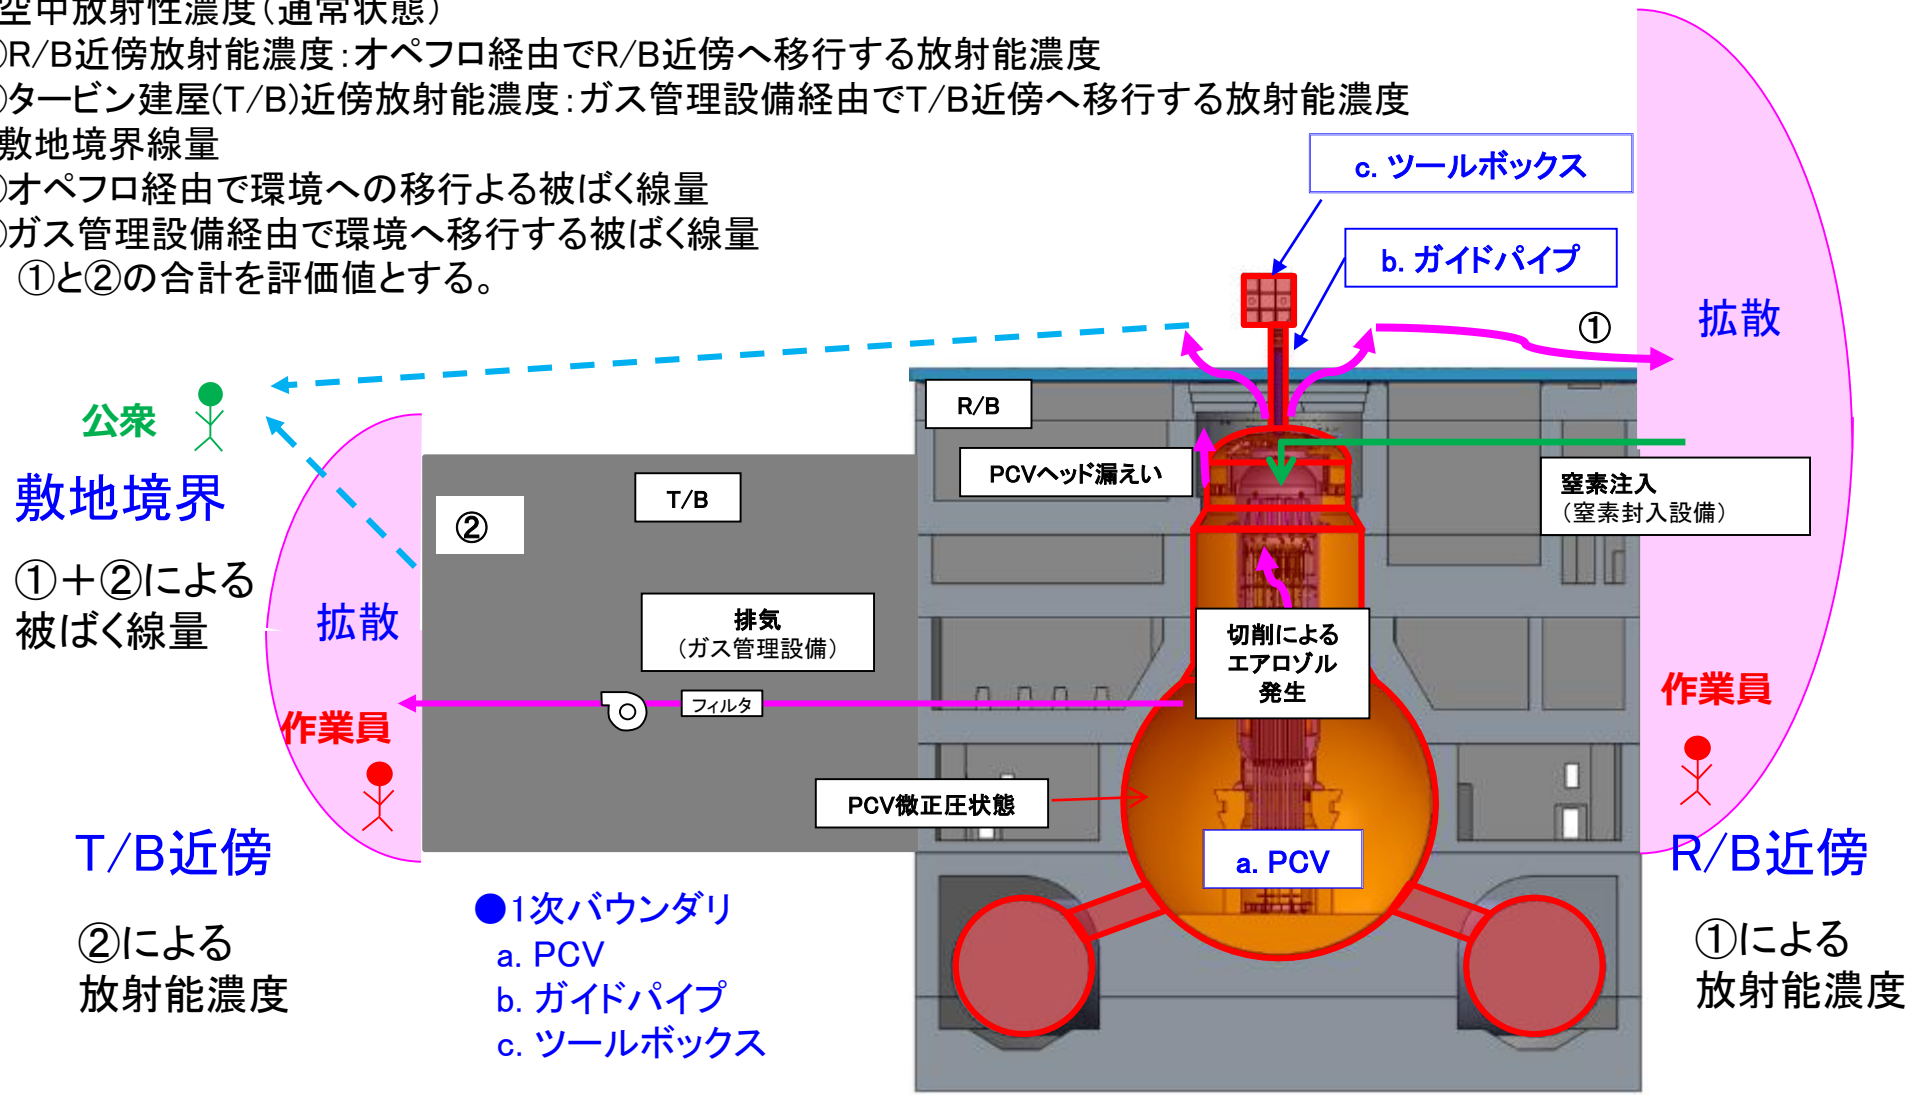 空中放射性濃度(通常状態)
R/B近傍放射能濃度:オペフロ経由でR/B近傍へ移行する放射能濃度
タービン建屋(T/B)近傍放射能濃度:ガス管理設備経由でT/B近傍へ移行する放射能濃度
敷地境界線量
オペフロ経由で環境への移行よる被ばく線量
ガス管理設備経由で環境へ移行する被ばく線量
①と②の合計を評価値とする。
c. ツールボックス
b. ガイドパイプ
①
拡散
R/B
公衆
PCVヘッド漏えい
窒素注入
(窒素封入設備)
敷地境界
T/B
②
①+②による
被ばく線量
拡散
排気
(ガス管理設備)
切削による
エアロゾル
発生
フィルタ
作業員
作業員
PCV微正圧状態
a. PCV
T/B近傍
R/B近傍
②による
放射能濃度
●1次バウンダリ
a. PCV
b. ガイドパイプ
c. ツールボックス
①による
放射能濃度